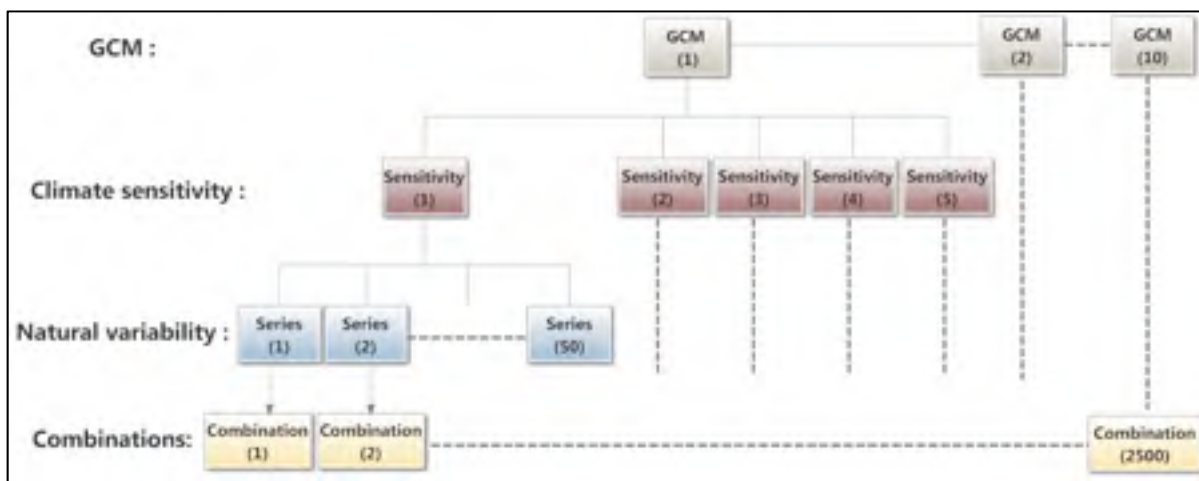 GCM :
GCM
(1)
GCM
(2)
GCM
(10)
Climate sensitivity :
Sensitivity
(1)
Sensitivity
(2)
Sensitivity
(3)
Sensitivity
(4)
Sensitivity
(5)
Natural variability :
Series
(1)
Series
(2)
Series
(50)
Combinations:
Combination
(1)
Combination
(2)
Combination
(2500)